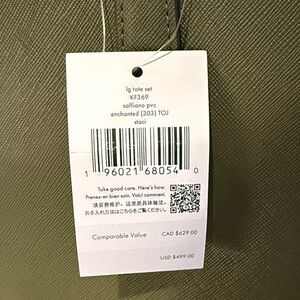 lg tote set
KF369
saffiano pvc
enchanted (303) TOJ
staci
1 96021 68054 0
Take good care. Here's how.
Prenez-en bien soin. Voici comment.
请妥善维护。这里是具体做法。
お手入れ方法はこちらをご覧ください。
Comparable Value CAD $629.00
USD $499.00